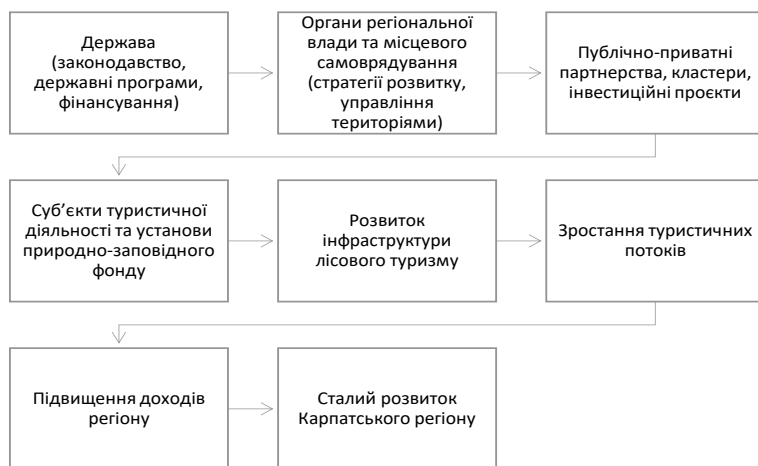 Держава
(законодавство,
державні програми,
фінансування)
Органи регіональної
влади та місцевого
самоврядування
(стратегії розвитку,
управління
територіями)
Публічно-приватні
партнерства, кластери,
інвестиційні проєкти
Суб’єкти туристичної
діяльності та установи
природно-заповідного
фонду
Розвиток
інфраструктури
лісового туризму
Зростання туристичних
потоків
Підвищення доходів
регіону
Сталий розвиток
Карпатського регіону